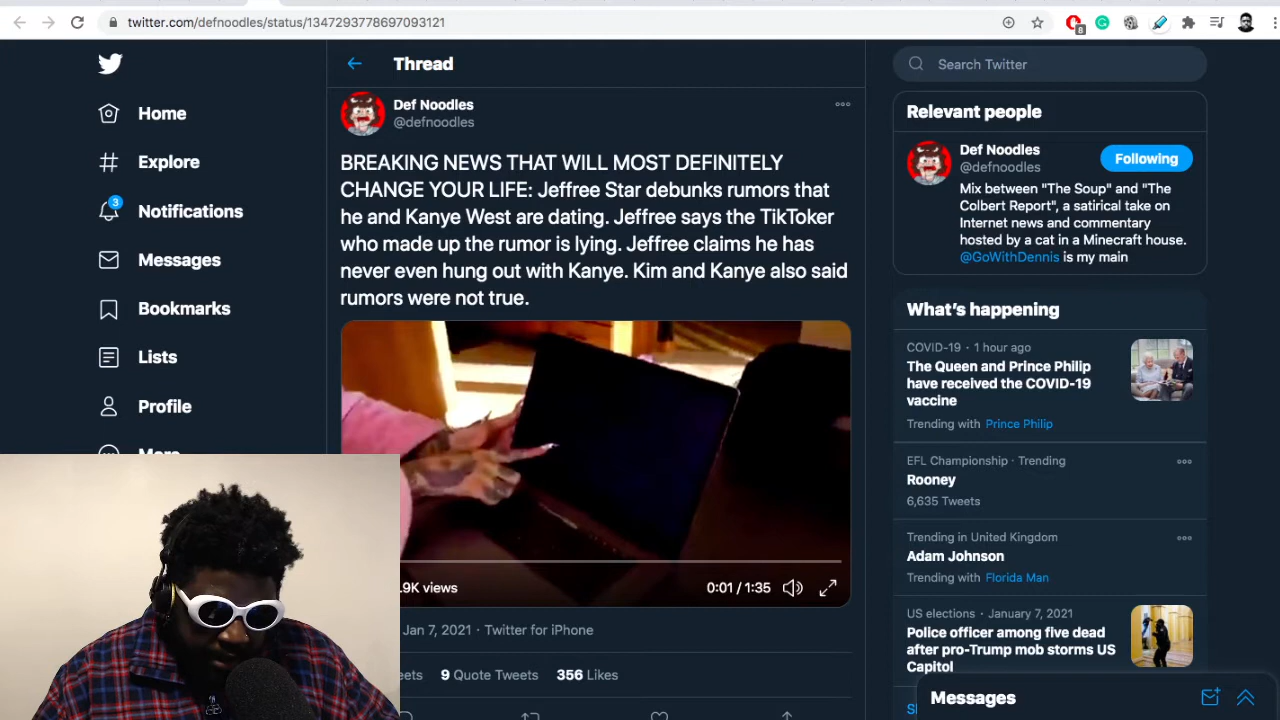 twitter.com/defnoodles/status/1347293778697093121
8
Home
Explore
3
Notifications
Messages
Bookmarks
Lists
Profile
More
Thread
Def Noodles
@defnoodles
BREAKING NEWS THAT WILL MOST DEFINITELY
CHANGE YOUR LIFE: Jeffree Star debunks rumors that
he and Kanye West are dating. Jeffree says the TikToker
who made up the rumor is lying. Jeffree claims he has
never even hung out with Kanye. Kim and Kanye also said
rumors were not true.
.9K views
0:01 / 1:35
Jan 7, 2021 · Twitter for iPhone
9 Quote Tweets
356 Likes
Search Twitter
Relevant people
Def Noodles
@defnoodles
Following
Mix between "The Soup" and "The
Colbert Report", a satirical take on
Internet news and commentary
hosted by a cat in a Minecraft house.
@GoWithDennis is my main
What's happening
COVID-19 · 1 hour ago
The Queen and Prince Philip
have received the COVID-19
vaccine
Trending with Prince Philip
EFL Championship · Trending
Rooney
6,635 Tweets
Trending in United Kingdom
Adam Johnson
Trending with Florida Man
US elections · January 7, 2021
Police officer among five dead
after pro-Trump mob storms US
Capitol
Messages